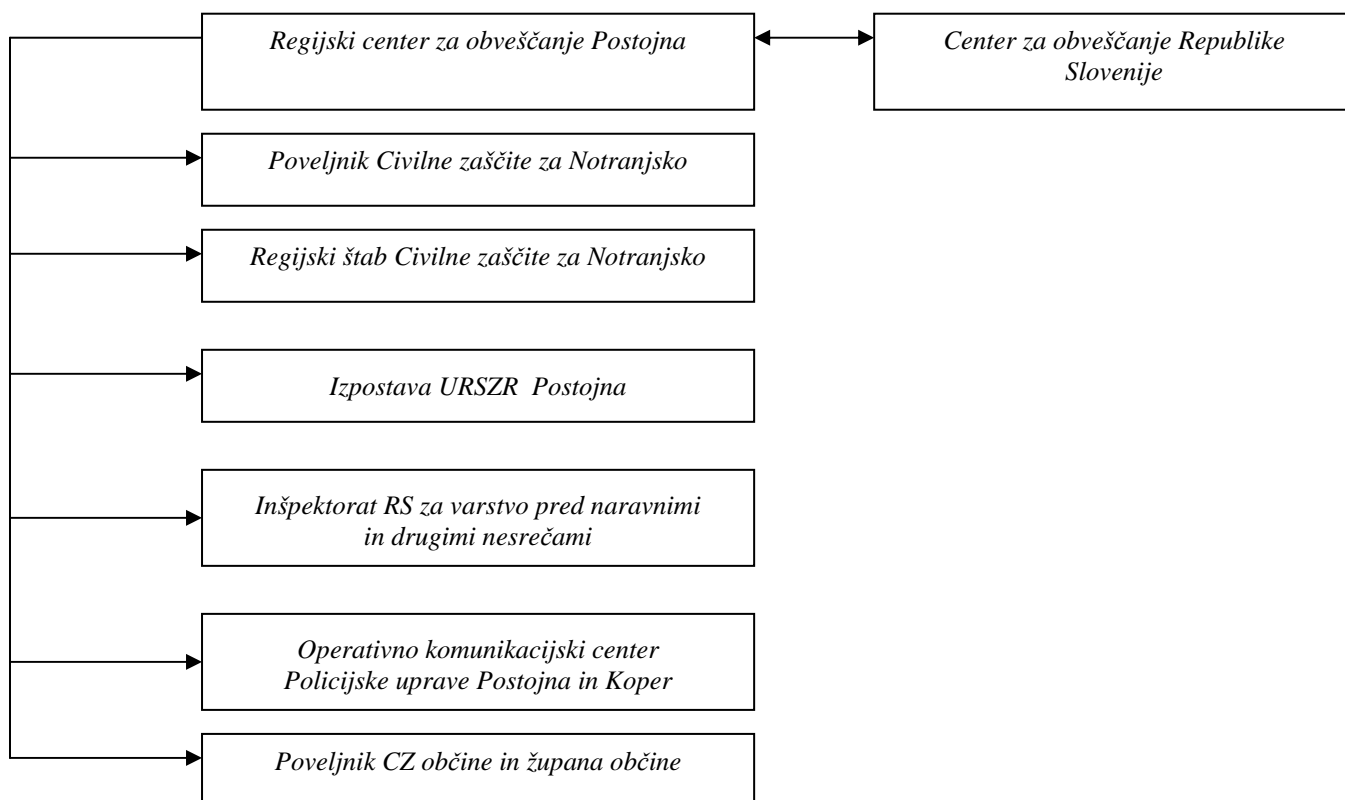 Regijski center za obveščanje Postojna
Center za obveščanje Republike
Slovenije
Poveljnik Civilne zaščite za Notranjsko
Regijski štab Civilne zaščite za Notranjsko
Izpostava URSZR Postojna
Inšpektorat RS za varstvo pred naravnimi
in drugimi nesrečami
Operativno komunikacijski center
Policijske uprave Postojna in Koper
Poveljnik CZ občine in župana občine